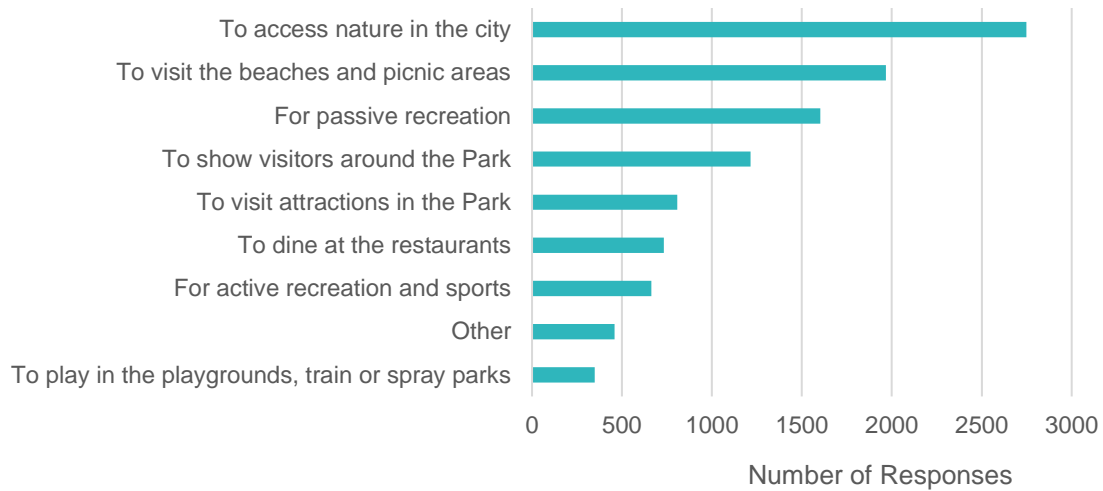 To access nature in the city
To visit the beaches and picnic areas
For passive recreation
To show visitors around the Park
To visit attractions in the Park
To dine at the restaurants
For active recreation and sports
Other
To play in the playgrounds, train or spray parks
0 500 1000 1500 2000 2500 3000
Number of Responses